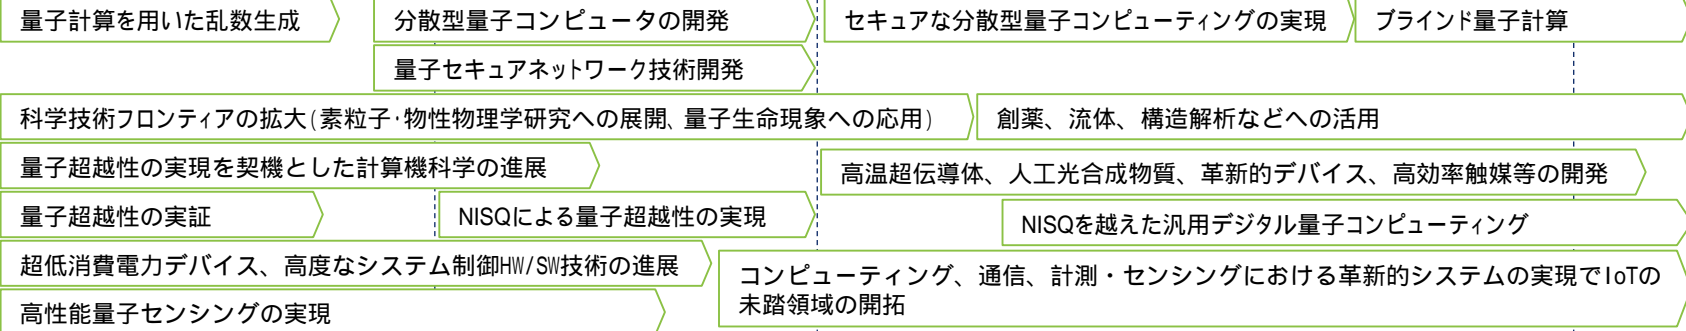 量子計算を用いた乱数生成
分散型量子コンピュータの開発
セキュアな分散型量子コンピューティングの実現
ブラインド量子計算
量子セキュアネットワーク技術開発
科学技術フロンティアの拡大(素粒子・物性物理学研究への展開、量子生命現象への応用)
創薬、流体、構造解析などへの活用
量子超越性の実現を契機とした計算機科学の進展
高温超伝導体、人工光合成物質、革新的デバイス、高効率触媒等の開発
量子超越性の実証
NISQによる量子超越性の実現
NISQを越えた汎用デジタル量子コンピューティング
超低消費電力デバイス、高度なシステム制御HW/SW技術の進展
コンピューティング、通信、計測・センシングにおける革新的システムの実現でIoTの
未踏領域の開拓
高性能量子センシングの実現